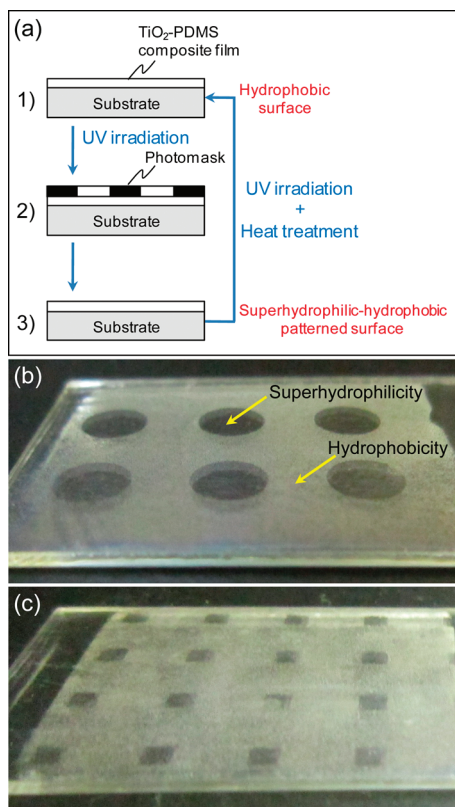 (a)
TiO₂-PDMS
composite film
1)
Substrate
Hydrophobic
surface
UV irradiation
Photomask
2)
Substrate
UV irradiation
+
Heat treatment
3)
Substrate
Superhydrophilic-hydrophobic
patterned surface
(b)
Superhydrophilicity
Hydrophobicity
(c)